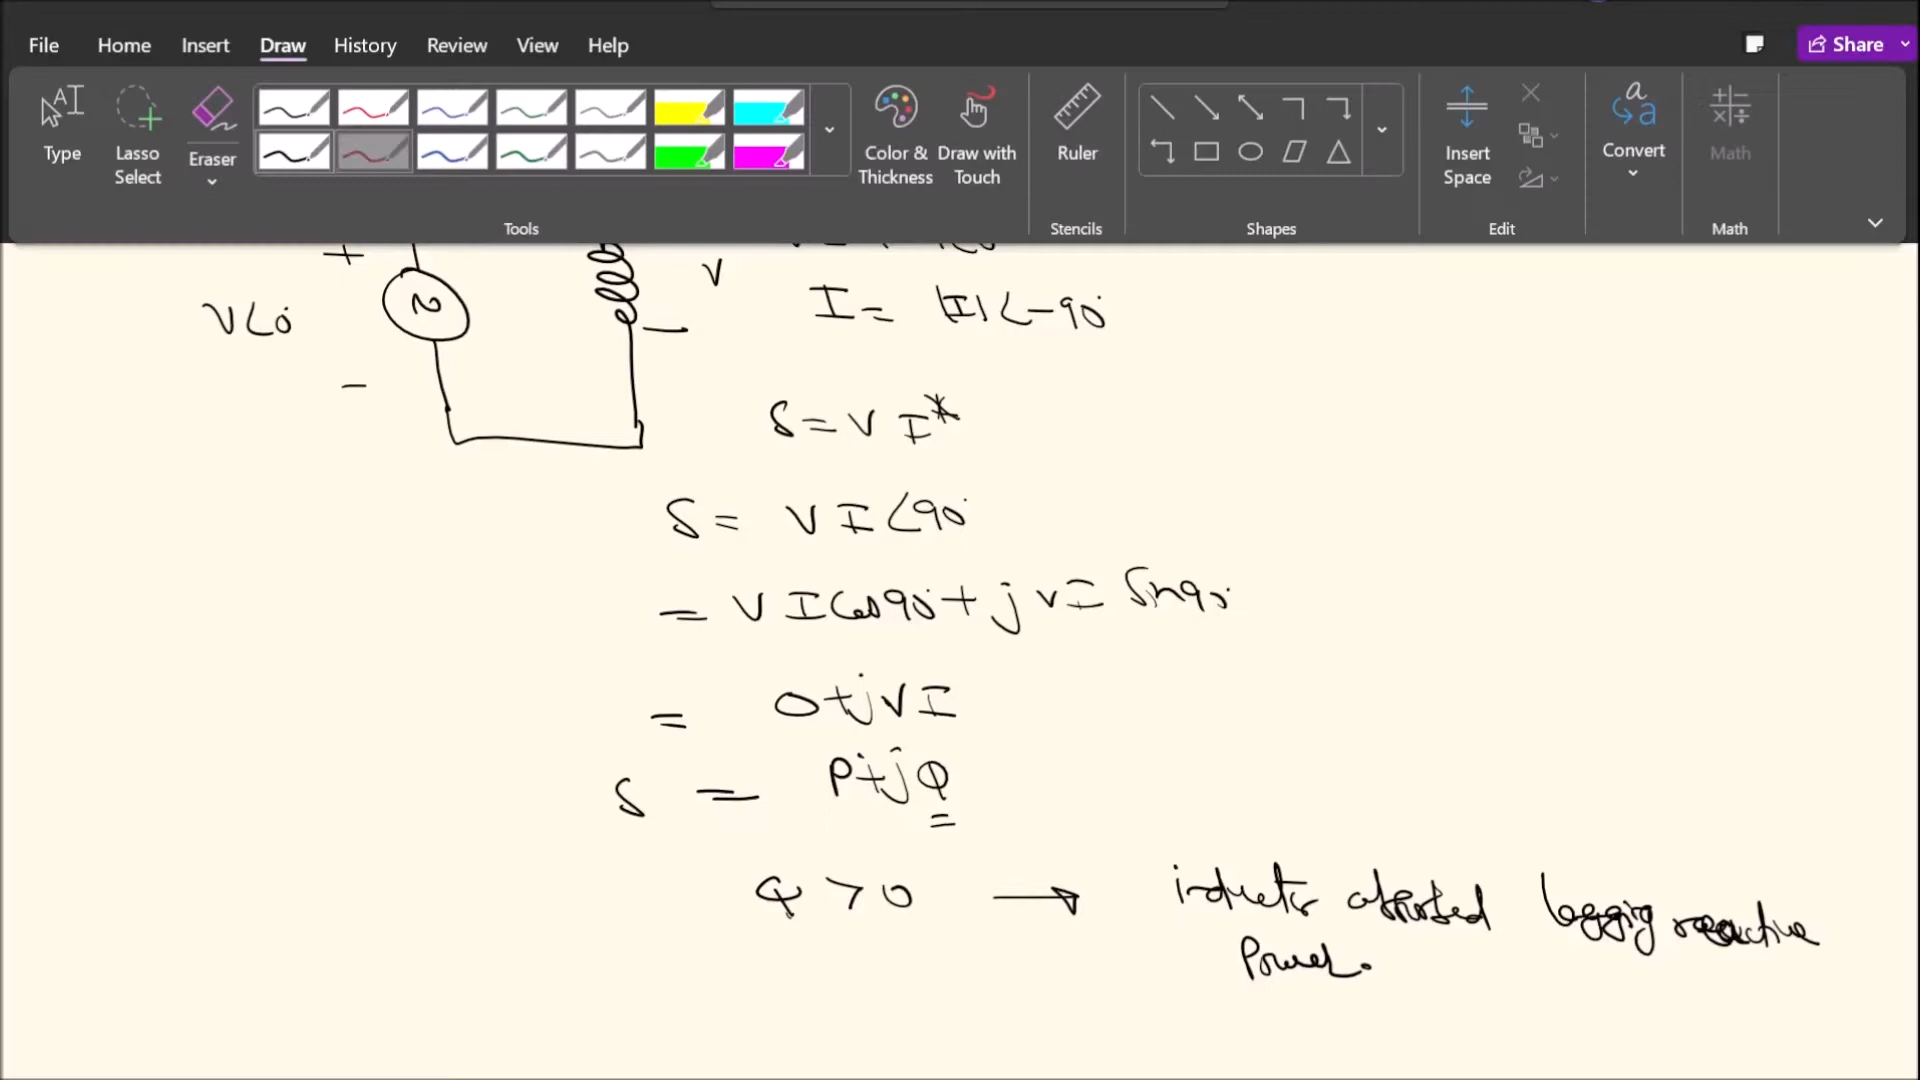 File Home Insert Draw History Review View Help Share
Type Lasso Select Eraser Color & Thickness Draw with Touch Ruler Insert Space Convert Math
Tools Stencils Shapes Edit Math
+
V
V∠0°
I = |I|∠-90°
-
-
S = V I*
S = V I ∠90°
= V I Cos90° + j V I Sin90°
= 0+jVI
S = P+jQ
Q > 0 → inductor absorbed lagging reactive
Power.